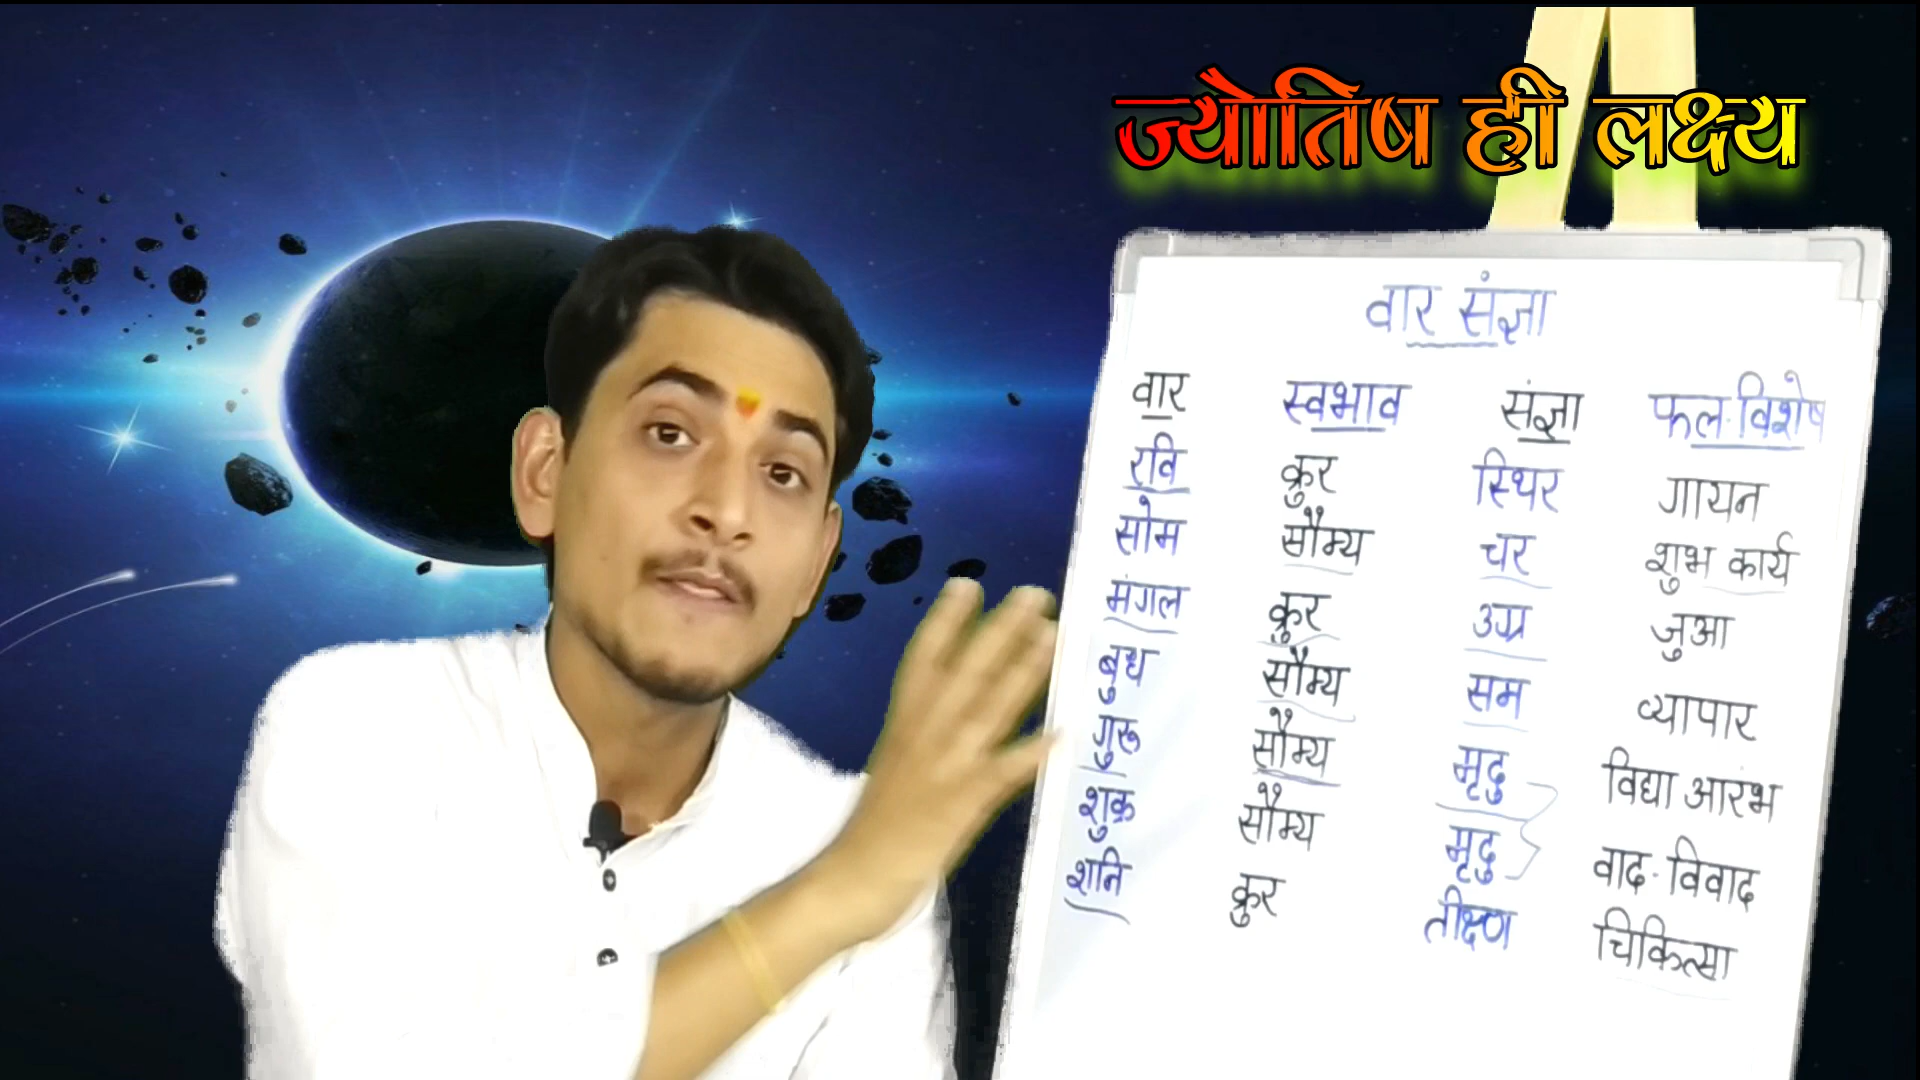 ज्यौतिष ही लक्ष्य
वार संज्ञा
वार स्वभाव संज्ञा फल-विशेष
रवि क्रुर स्थिर गायन
सोम सौम्य चर शुभ कार्य
मंगल क्रुर उग्र जुआ
बुध सौम्य सम व्यापार
गुरू सौम्य मृदु विद्या आरंभ
शुक्र सौम्य मृदु वाद-विवाद
शनि क्रुर तीक्ष्ण चिकित्सा